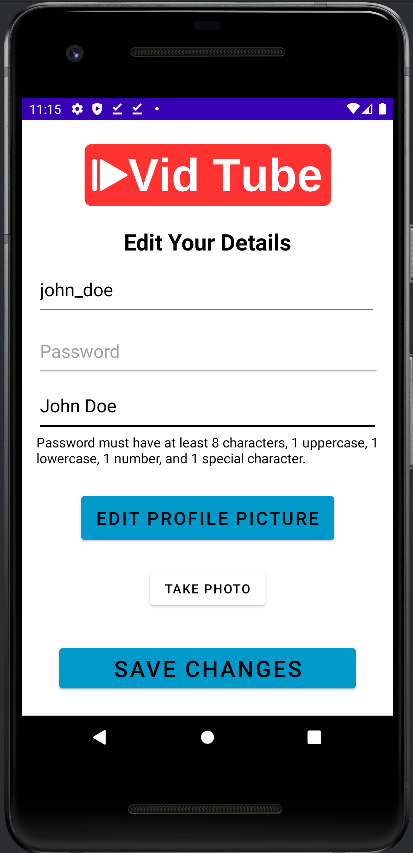 11:15
Vid Tube
Edit Your Details
john_doe
Password
John Doe
Password must have at least 8 characters, 1 uppercase, 1
lowercase, 1 number, and 1 special character.
EDIT PROFILE PICTURE
TAKE PHOTO
SAVE CHANGES